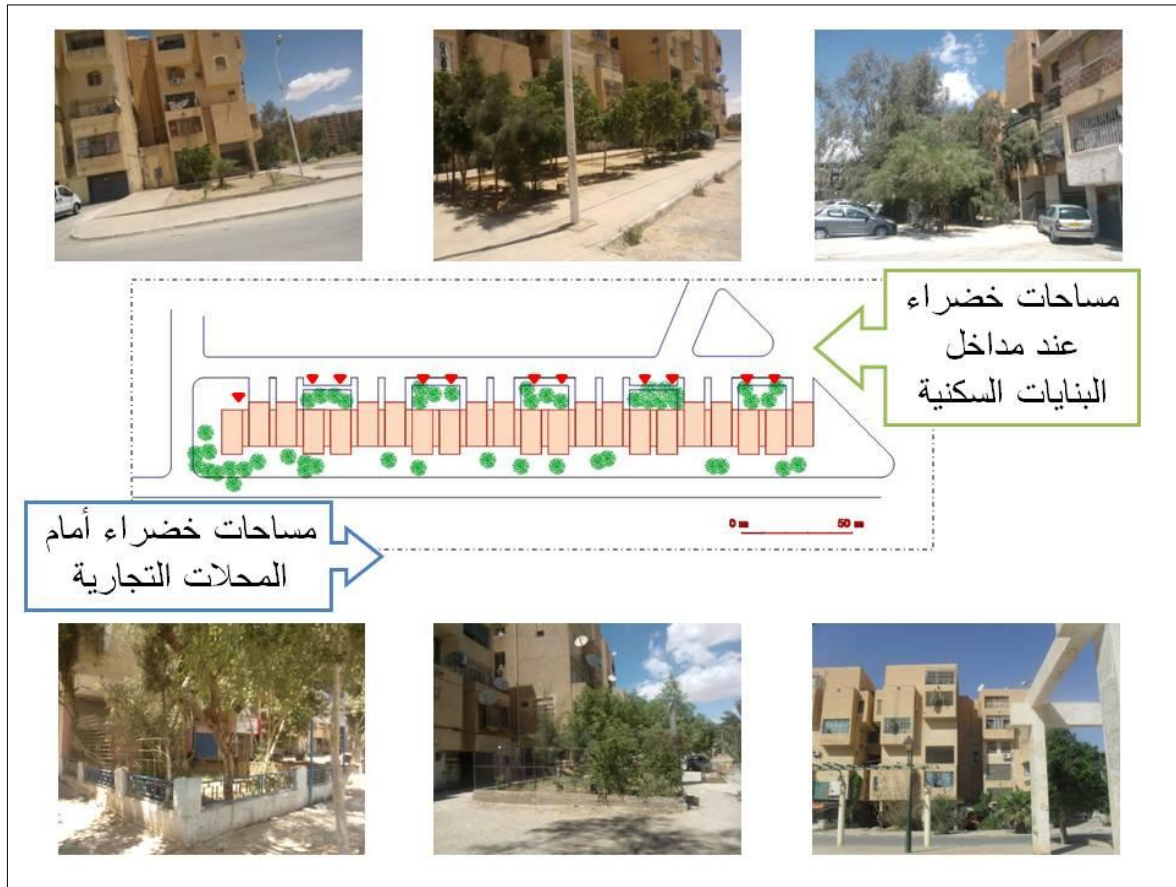 مساحات خضراء
عند مداخل
البنايات السكنية
مساحات خضراء أمام
المحلات التجارية
0 m 50 m